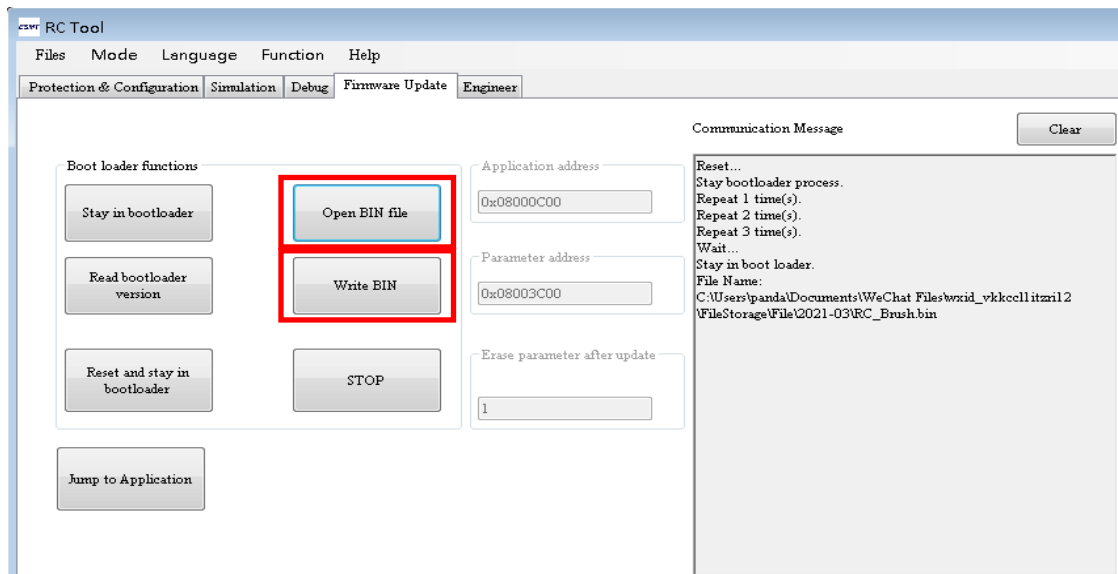 CSWT RC Tool
Files Mode Language Function Help
Protection & Configuration Simulation Debug Firmware Update Engineer
Communication Message
Clear
Boot loader functions
Stay in bootloader
Open BIN file
Read bootloader
version
Write BIN
Reset and stay in
bootloader
STOP
Jump to Application
Application address
0x08000C00
Parameter address
0x08003C00
Erase parameter after update
1
Reset...
Stay bootloader process.
Repeat 1 time(s).
Repeat 2 time(s).
Repeat 3 time(s).
Wait...
Stay in boot loader.
File Name:
C:\Users\panda\Documents\WeChat Files\wxid_vkkccl1itzri12
\FileStorage\File\2021-03\RC_Brush.bin